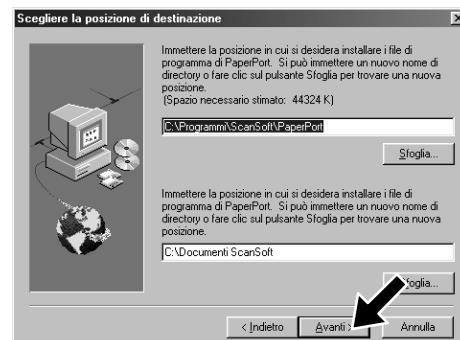 Scegliere la posizione di destinazione
Immettere la posizione in cui si desidera installare i file di
programma di PaperPort. Si può immettere un nuovo nome di
directory o fare clic sul pulsante Sfoglia per trovare una nuova
posizione.
(Spazio necessario stimato: 44324 K)
C:\Programmi\ScanSoft\PaperPort
Sfoglia...
Immettere la posizione in cui si desidera installare i file di
programma di PaperPort. Si può immettere un nuovo nome di
directory o fare clic sul pulsante Sfoglia per trovare una nuova
posizione.
C:\Documenti ScanSoft
Sfoglia...
< Indietro
Avanti >
Annulla